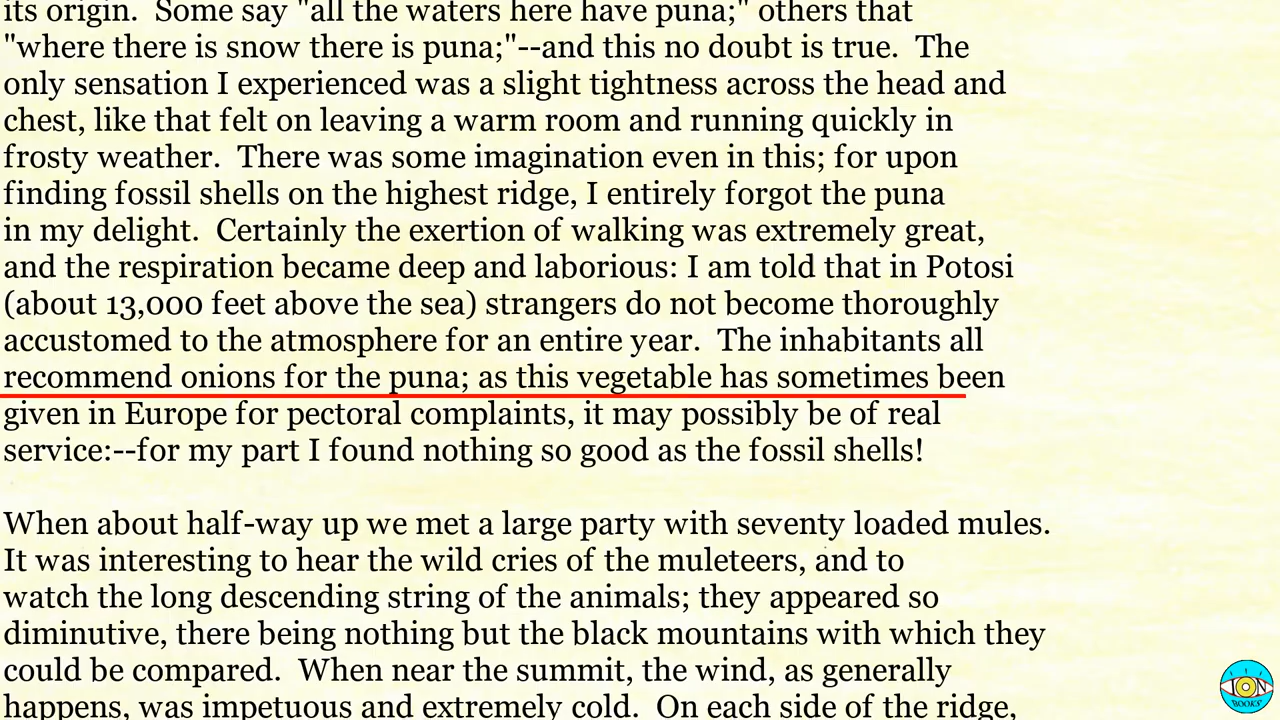 its origin.  Some say "all the waters here have puna;" others that
"where there is snow there is puna;"--and this no doubt is true.  The
only sensation I experienced was a slight tightness across the head and
chest, like that felt on leaving a warm room and running quickly in
frosty weather.  There was some imagination even in this; for upon
finding fossil shells on the highest ridge, I entirely forgot the puna
in my delight.  Certainly the exertion of walking was extremely great,
and the respiration became deep and laborious: I am told that in Potosi
(about 13,000 feet above the sea) strangers do not become thoroughly
accustomed to the atmosphere for an entire year.  The inhabitants all
recommend onions for the puna; as this vegetable has sometimes been
given in Europe for pectoral complaints, it may possibly be of real
service:--for my part I found nothing so good as the fossil shells!
When about half-way up we met a large party with seventy loaded mules.
It was interesting to hear the wild cries of the muleteers, and to
watch the long descending string of the animals; they appeared so
diminutive, there being nothing but the black mountains with which they
could be compared.  When near the summit, the wind, as generally
happens, was impetuous and extremely cold.  On each side of the ridge,
ION
BOOKS